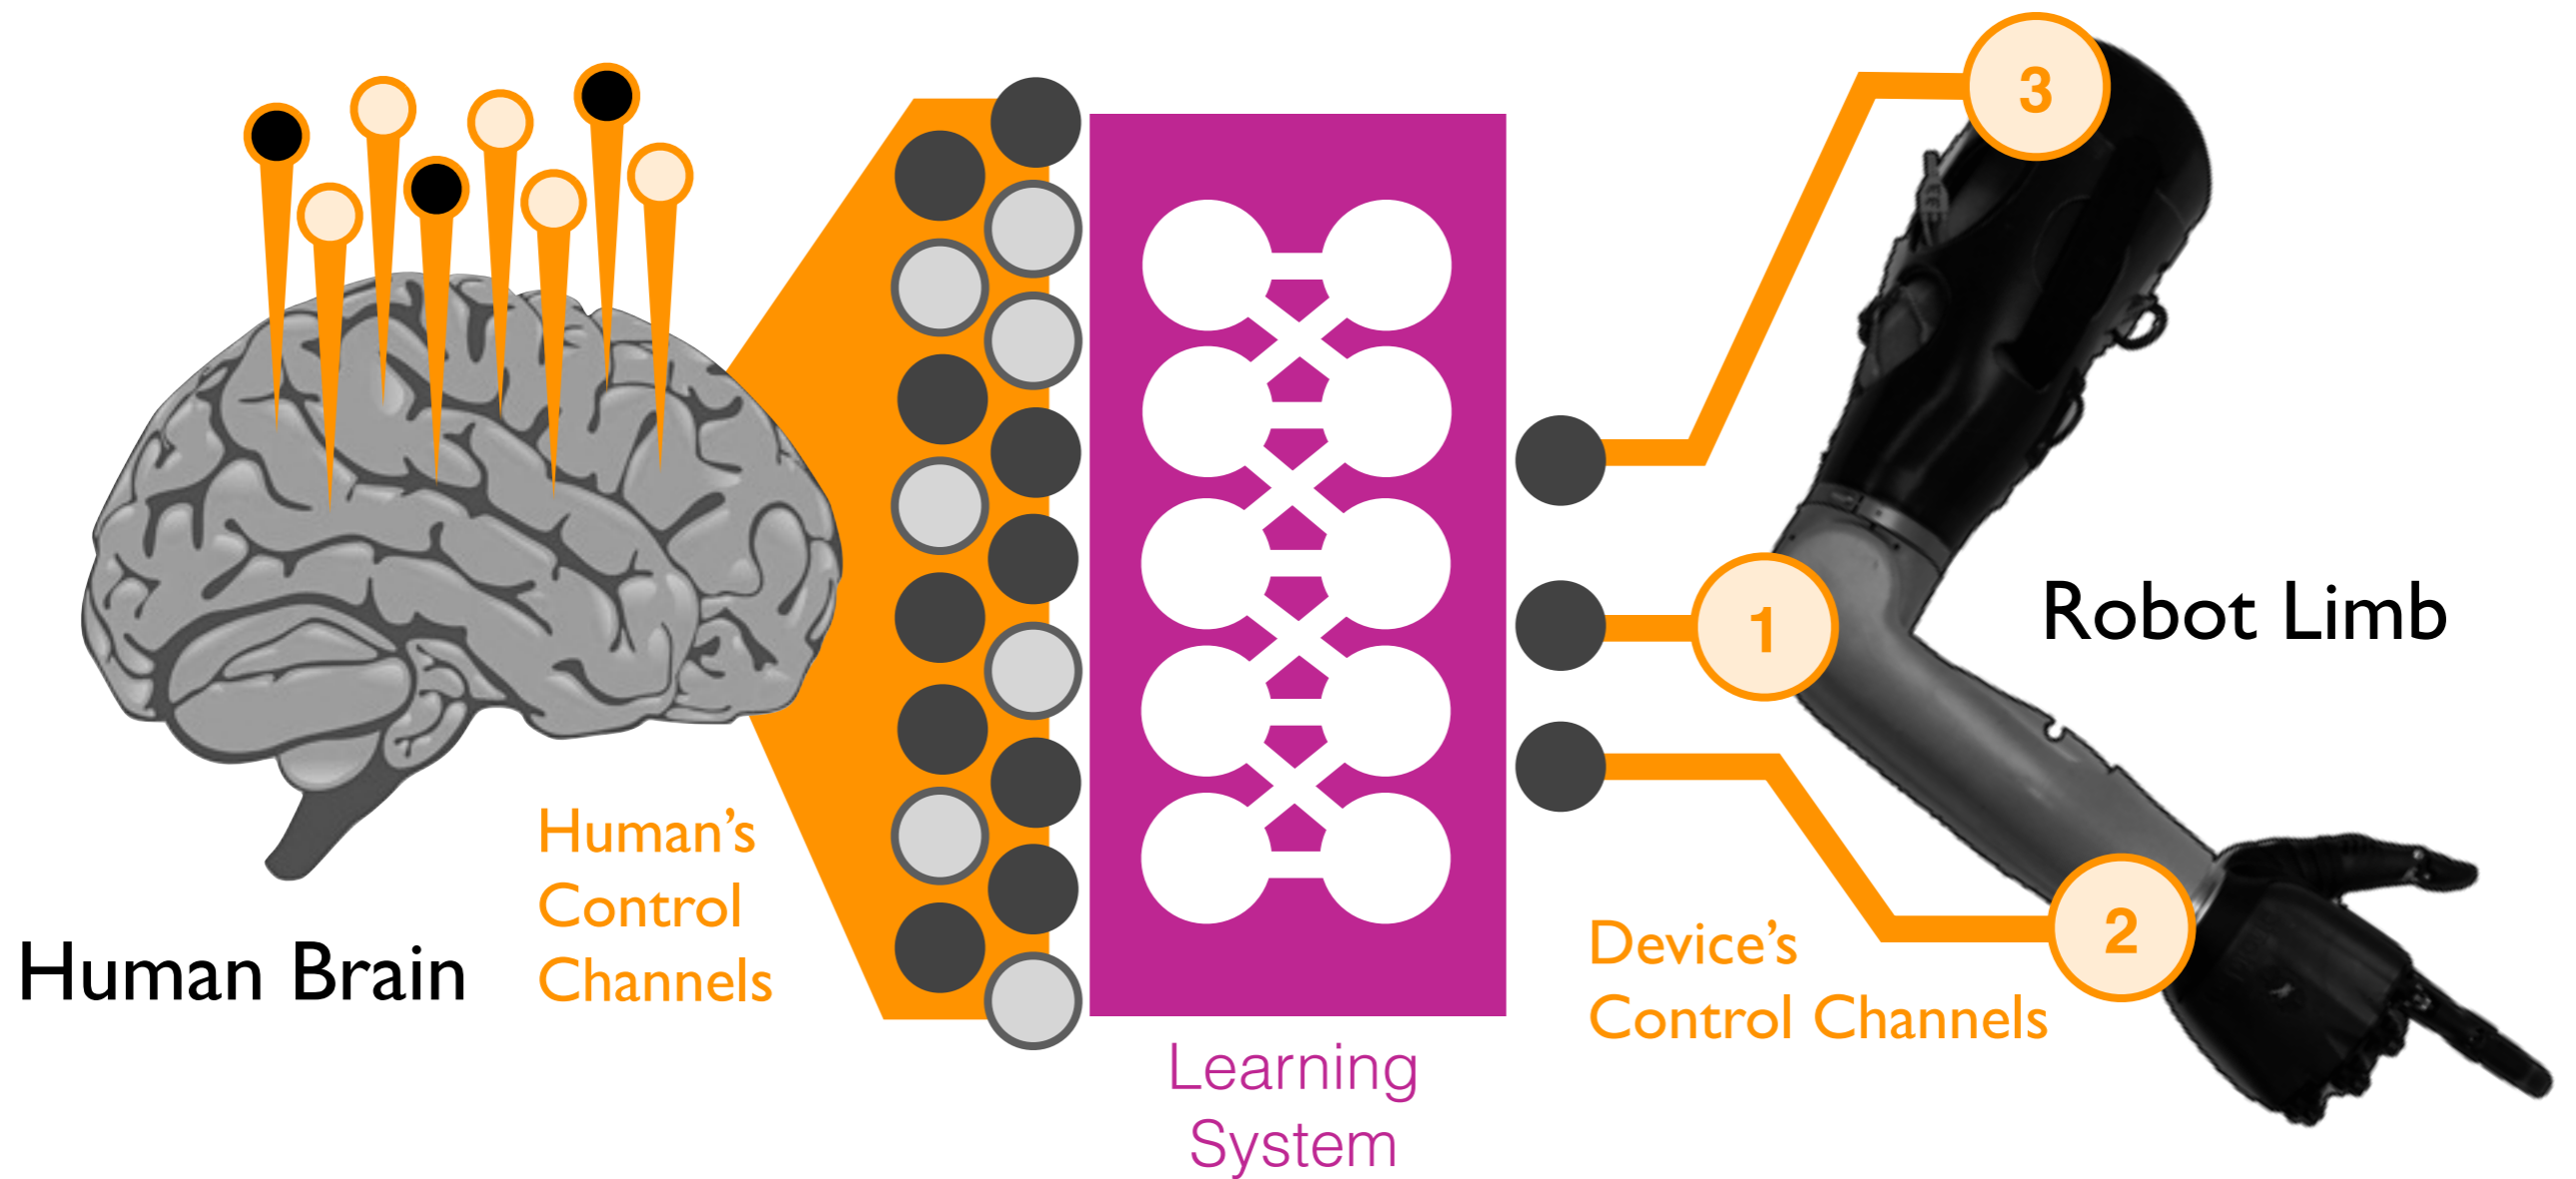 3
1
Robot Limb
Human's
Control
Channels
Human Brain
2
Device's
Control Channels
Learning
System